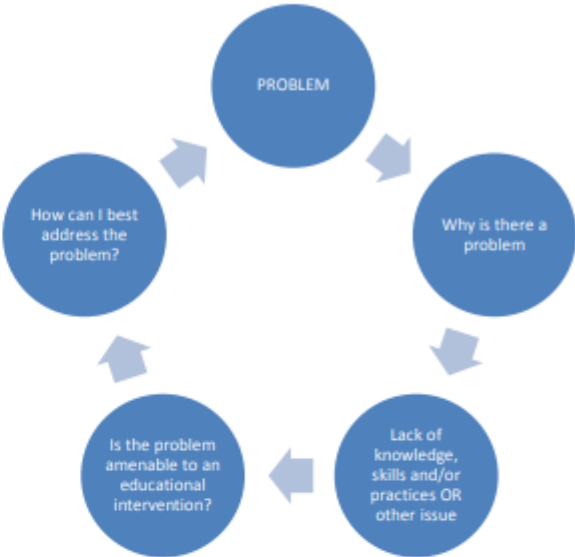 PROBLEM
Why is there a
problem
Lack of
knowledge,
skills and/or
practices OR
other issue
Is the problem
amenable to an
educational
intervention?
How can I best
address the
problem?